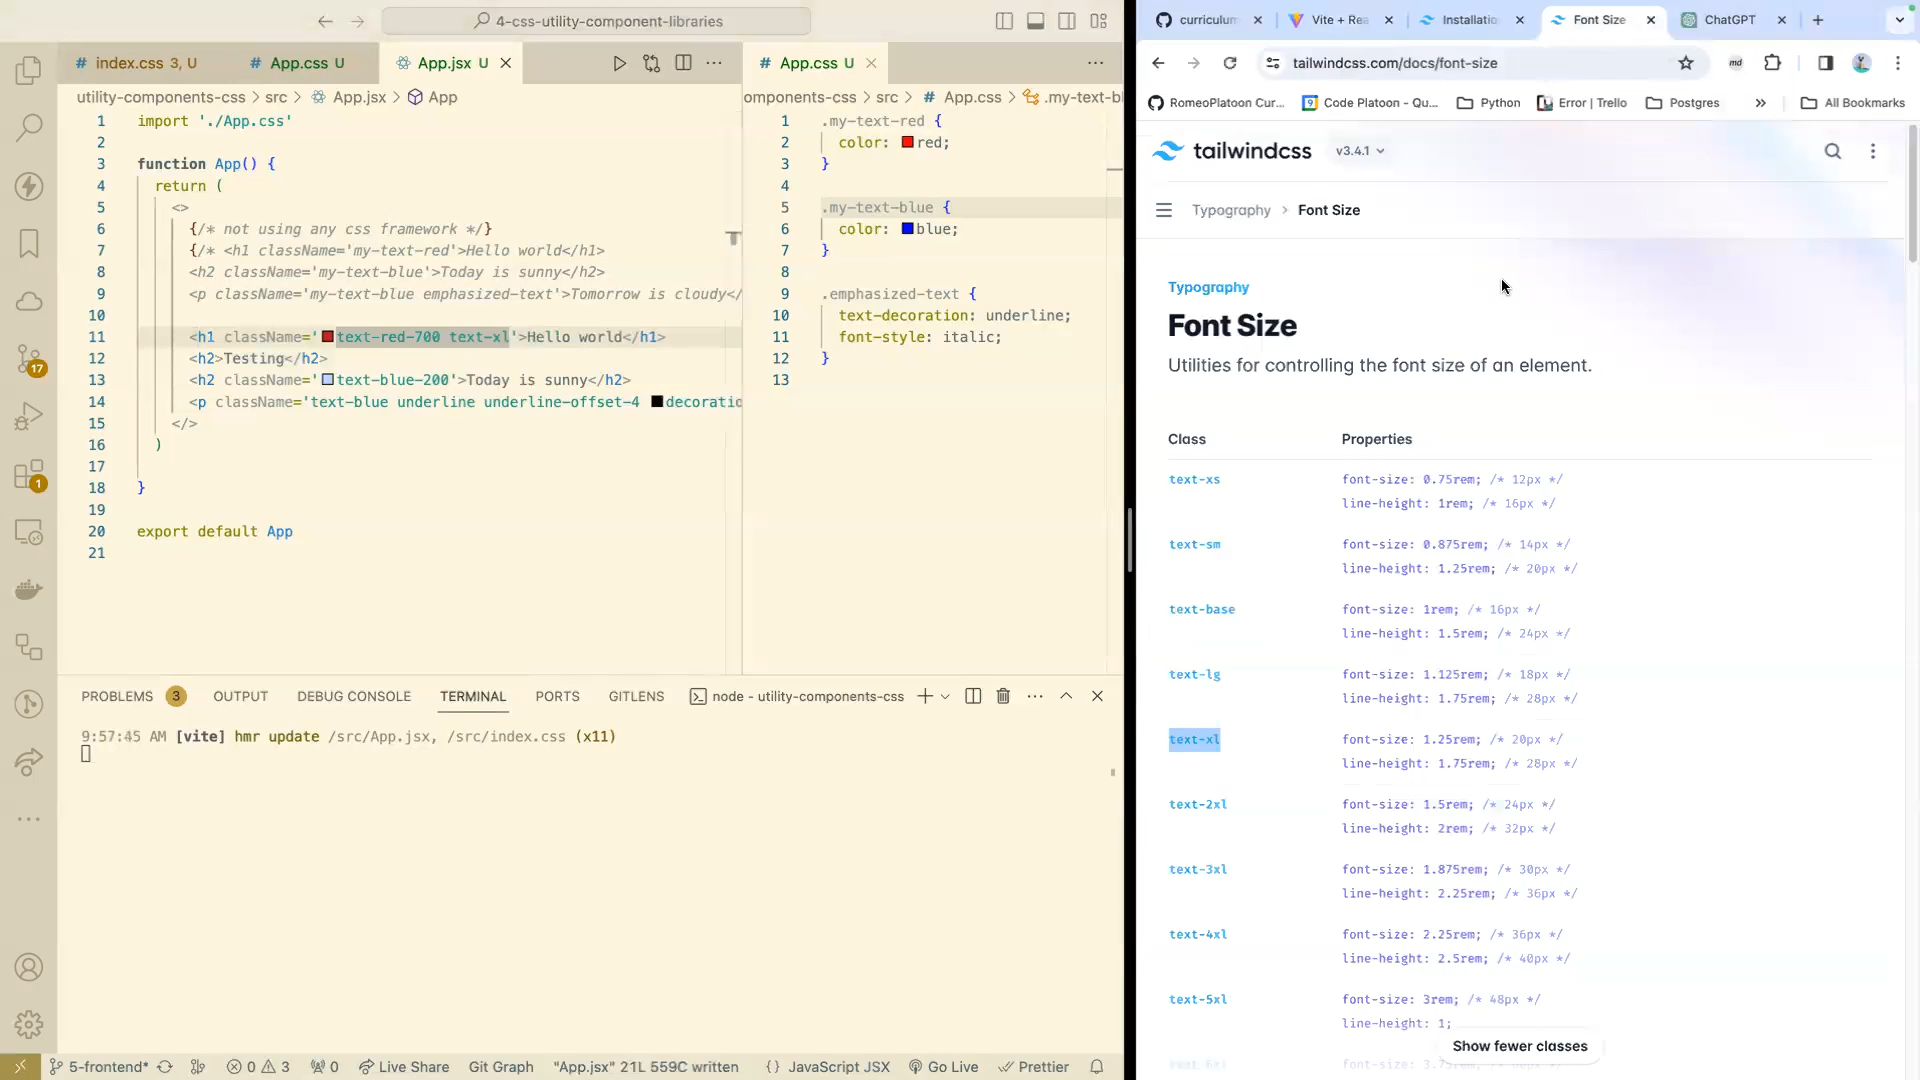 4-css-utility-component-libraries
index.css 3, U
App.css U
App.jsx U
utility-components-css > src > App.jsx > App
1 import './App.css'
2
3 function App() {
4 return (
5 <>
6 {/* not using any css framework */}
7 {/* <h1 className='my-text-red'>Hello world</h1>
8 <h2 className='my-text-blue'>Today is sunny</h2>
9 <p className='my-text-blue emphasized-text'>Tomorrow is cloudy</
10
11 <h1 className='text-red-700 text-xl'>Hello world</h1>
12 <h2>Testing</h2>
13 <h2 className='text-blue-200'>Today is sunny</h2>
14 <p className='text-blue underline underline-offset-4 decoratio
15 </>
16 )
17
18 }
19
20 export default App
21
App.css U
omponents-css > src > # App.css > .my-text-bl
1 .my-text-red {
2 color: red;
3 }
4
5 .my-text-blue {
6 color: blue;
7 }
8
9 .emphasized-text {
10 text-decoration: underline;
11 font-style: italic;
12 }
13
PROBLEMS 3 OUTPUT DEBUG CONSOLE TERMINAL PORTS GITLENS node - utility-components-css
9:57:45 AM [vite] hmr update /src/App.jsx, /src/index.css (x11)
17
1
5-frontend* 0 3 0 Live Share Git Graph "App.jsx" 21L 559C written {} JavaScript JSX Go Live Prettier
curriculum
Vite + Rea
Installatio
Font Size
ChatGPT
tailwindcss.com/docs/font-size
RomeoPlatoon Cur... Code Platoon - Qu... Python Error | Trello Postgres » All Bookmarks
tailwindcss v3.4.1
Typography > Font Size
Typography
Font Size
Utilities for controlling the font size of an element.
Class Properties
text-xs font-size: 0.75rem; /* 12px */
line-height: 1rem; /* 16px */
text-sm font-size: 0.875rem; /* 14px */
line-height: 1.25rem; /* 20px */
text-base font-size: 1rem; /* 16px */
line-height: 1.5rem; /* 24px */
text-lg font-size: 1.125rem; /* 18px */
line-height: 1.75rem; /* 28px */
text-xl font-size: 1.25rem; /* 20px */
line-height: 1.75rem; /* 28px */
text-2xl font-size: 1.5rem; /* 24px */
line-height: 2rem; /* 32px */
text-3xl font-size: 1.875rem; /* 30px */
line-height: 2.25rem; /* 36px */
text-4xl font-size: 2.25rem; /* 36px */
line-height: 2.5rem; /* 40px */
text-5xl font-size: 3rem; /* 48px */
line-height: 1;
Show fewer classes